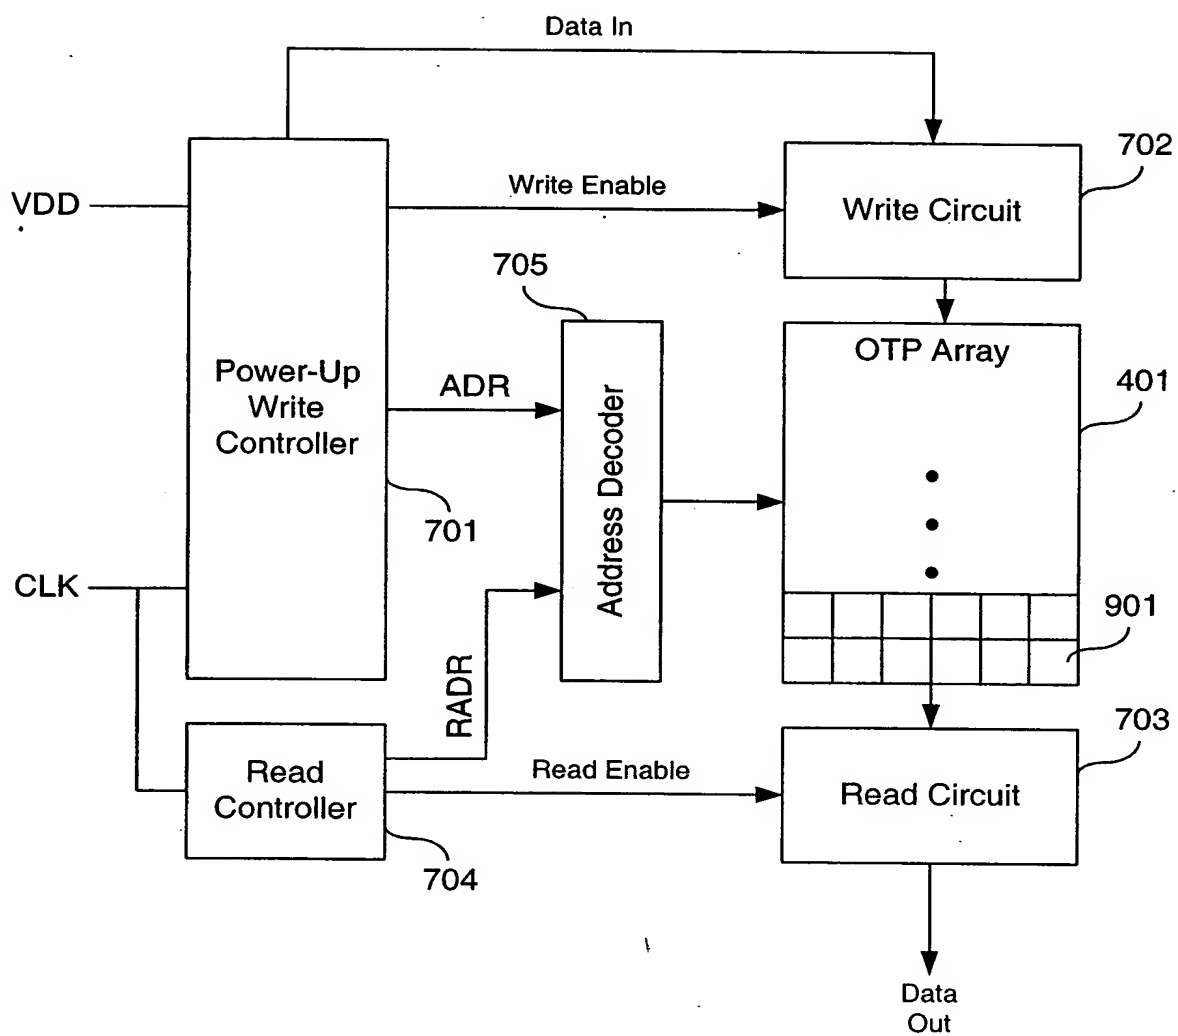 Data In
702
VDD
Write Enable
Write Circuit
705
OTP Array
Power-Up
Write
Controller
ADR
Address Decoder
401
701
CLK
901
RADR
703
Read
Controller
Read Enable
Read Circuit
704
Data
Out